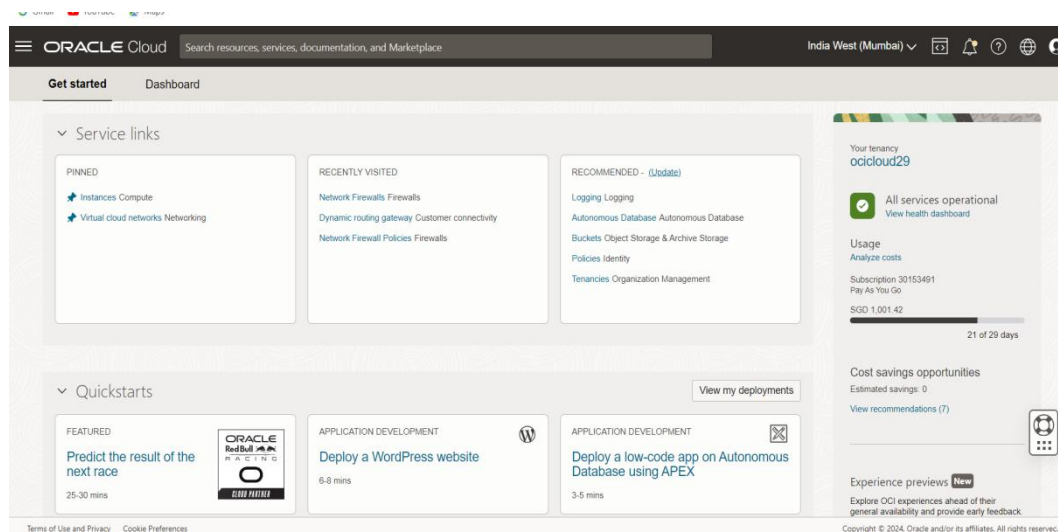 ORACLE Cloud
Search resources, services, documentation, and Marketplace
India West (Mumbai)
Get started
Dashboard
Service links
PINNED
Instances Compute
Virtual cloud networks Networking
RECENTLY VISITED
Network Firewalls Firewalls
Dynamic routing gateway Customer connectivity
Network Firewall Policies Firewalls
RECOMMENDED - (Update)
Logging Logging
Autonomous Database Autonomous Database
Buckets Object Storage & Archive Storage
Policies Identity
Tenancies Organization Management
Your tenancy
ocicloud29
All services operational
View health dashboard
Usage
Analyze costs
Subscription 30153491
Pay As You Go
SGD 1,001.42
21 of 29 days
Cost savings opportunities
Estimated savings: 0
View recommendations (7)
Experience previews New
Explore OCI experiences ahead of their
general availability and provide early feedback
Quickstarts
View my deployments
FEATURED
Predict the result of the
next race
25-30 mins
ORACLE
Red Bull
RACING
CLOUD PARTNER
APPLICATION DEVELOPMENT
Deploy a WordPress website
6-8 mins
APPLICATION DEVELOPMENT
Deploy a low-code app on Autonomous
Database using APEX
3-5 mins
Terms of Use and Privacy
Cookie Preferences
Copyright © 2024, Oracle and/or its affiliates. All rights reserved.